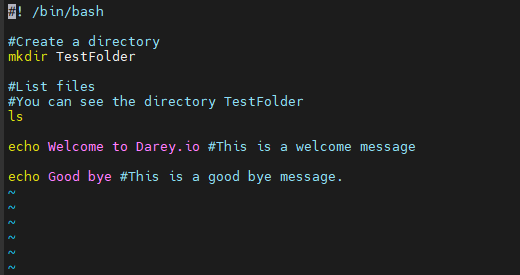 #! /bin/bash

#Create a directory
mkdir TestFolder

#List files
#You can see the directory TestFolder
ls

echo Welcome to Darey.io #This is a welcome message

echo Good bye #This is a good bye message.
~
~
~
~
~
~